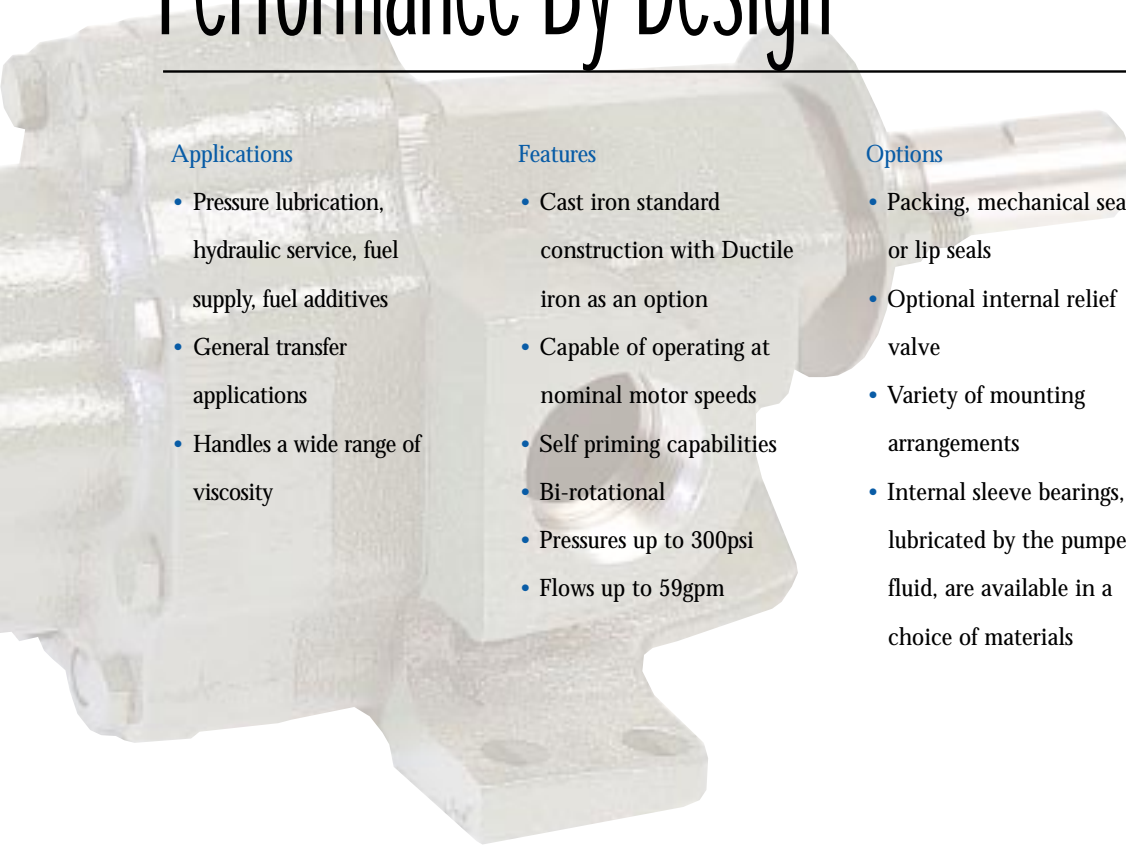 Performance By Design
Applications
• Pressure lubrication,
hydraulic service, fuel
supply, fuel additives
• General transfer
applications
• Handles a wide range of
viscosity
Features
• Cast iron standard
construction with Ductile
iron as an option
• Capable of operating at
nominal motor speeds
• Self priming capabilities
• Bi-rotational
• Pressures up to 300psi
• Flows up to 59gpm
Options
• Packing, mechanical
or lip seals
• Optional internal relief
valve
• Variety of mounting
arrangements
• Internal sleeve bearings,
lubricated by the
fluid, are available in a
choice of materials